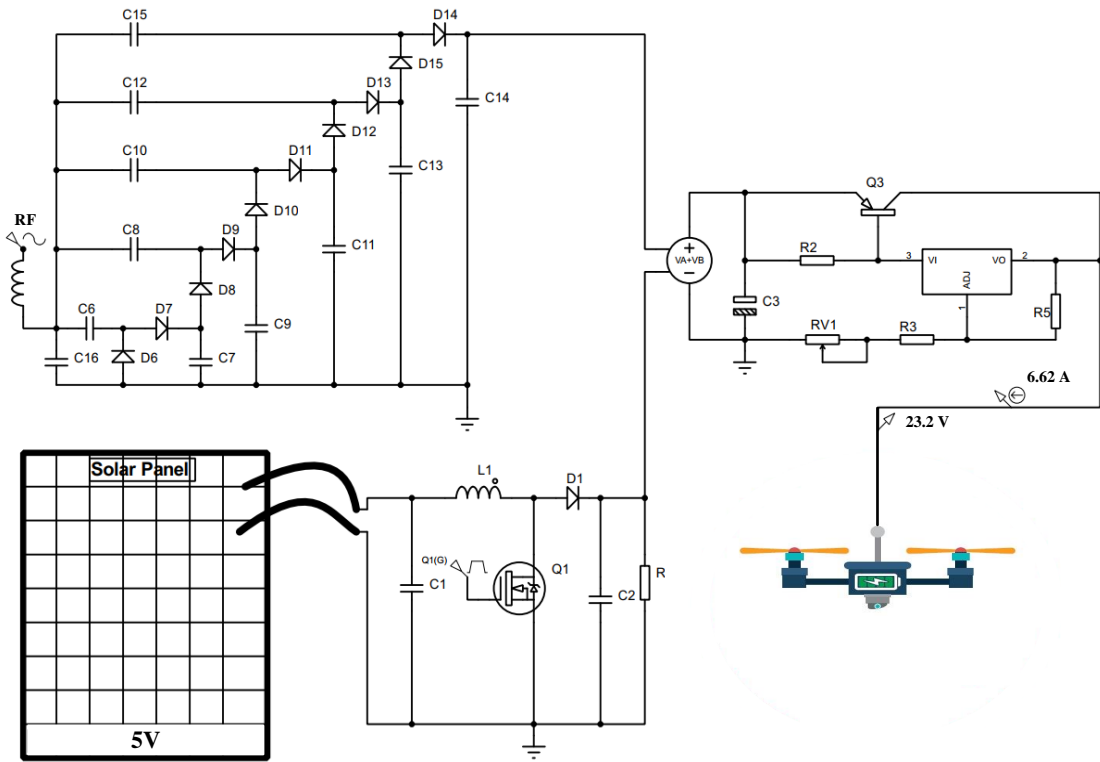 C15
D14
D15
C12
D13
C14
D12
C10
D11
C13
D10
RF
C8
D9
C11
D8
C6
D7
C9
C16
D6
C7
Q3
R2
3
VI
VO
2
ADJ
1
VA+VB
+
−
C3
RV1
R3
R5
6.62 A
23.2 V
Solar Panel
5V
L1
D1
Q1(G)
Q1
C1
C2
R